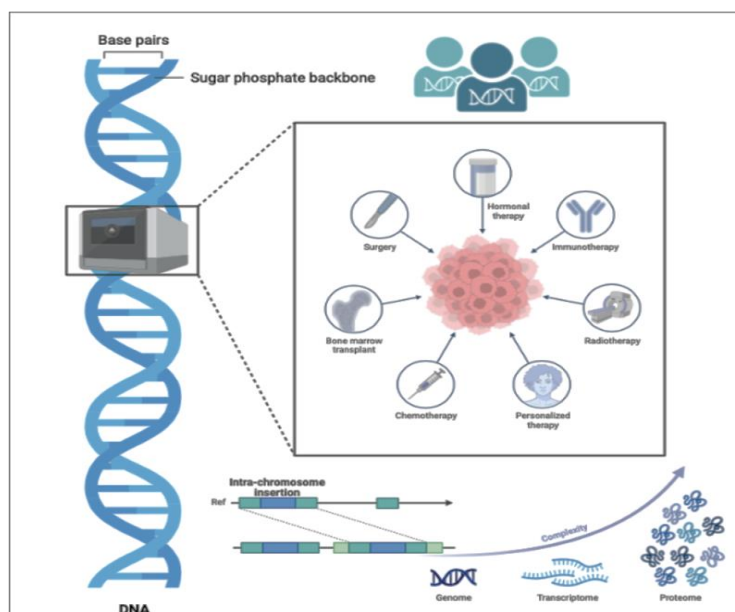 Base pairs
Sugar phosphate backbone
Hormonal
therapy
Surgery
Immunotherapy
Bone marrow
transplant
Radiotherapy
Chemotherapy
Personalized
therapy
Intra-chromosome
insertion
Ref
Complexity
Genome
Transcriptome
Proteome
DNA